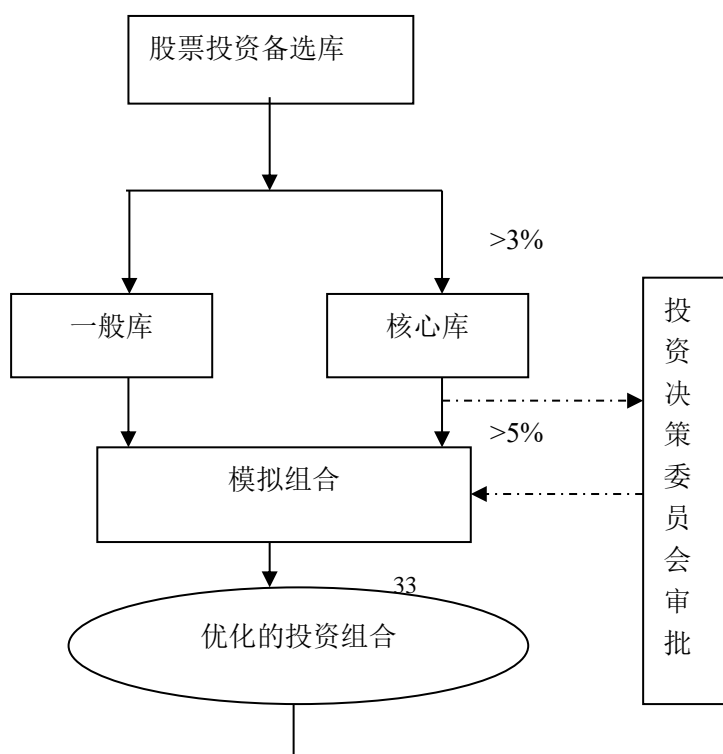 股票投资备选库
>3%
一般库
核心库
投资决策委员会审批
>5%
模拟组合
33
优化的投资组合